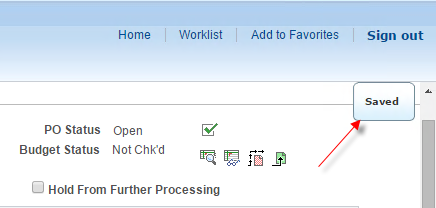 Home Worklist Add to Favorites Sign out
Saved
PO Status Open
Budget Status Not Chk'd
Hold From Further Processing